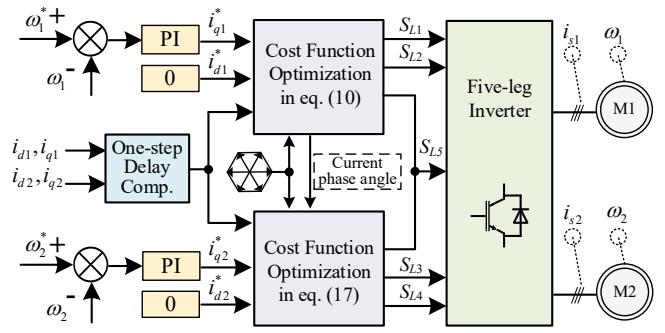 ω₁* +
ω₁ -
PI
0
i*q1
i*d1
Cost Function
Optimization
in eq. (10)
SL1
SL2
Five-leg
Inverter
is1
ω₁
M1
id1, iq1
id2, iq2
One-step
Delay
Comp.
Current
phase angle
SL5
ω₂* +
ω₂ -
PI
0
i*q2
i*d2
Cost Function
Optimization
in eq. (17)
SL3
SL4
is2
ω₂
M2